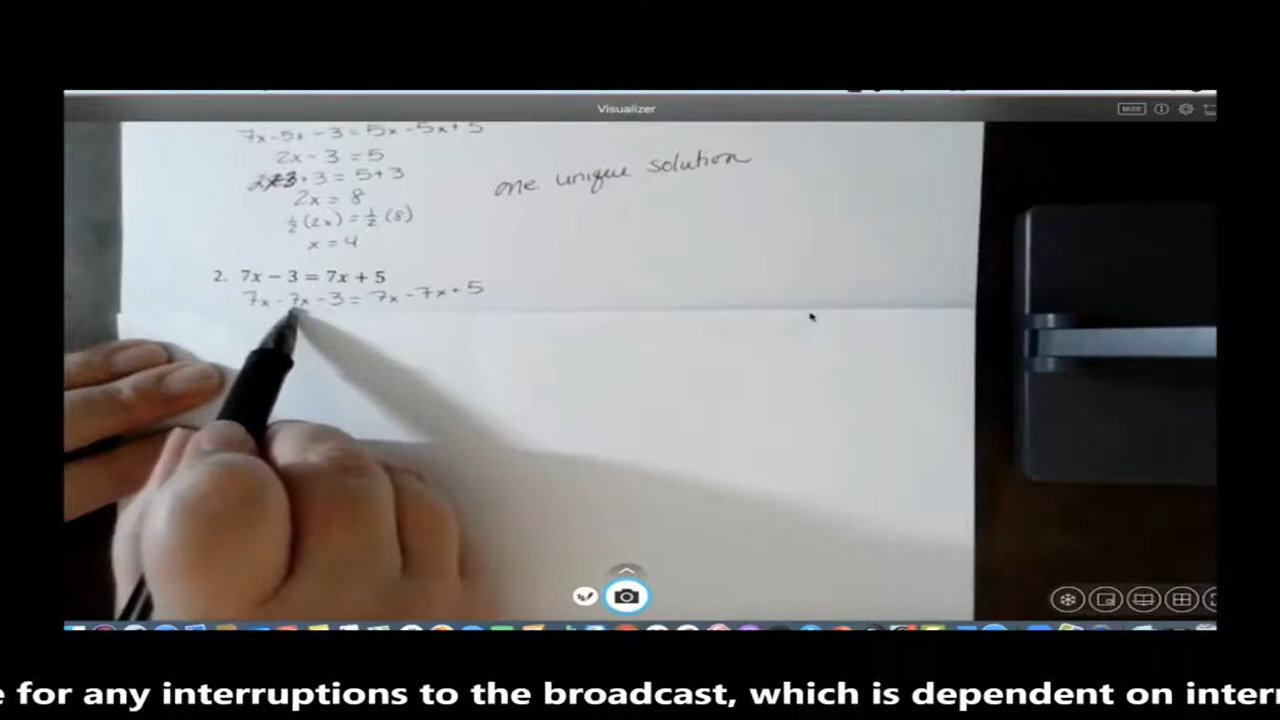 Visualizer
MODE
7x-5x-3=5x-5x+5
2x-3=5
+3=5+3
one unique solution
2x=8
½(2x)=½(8)
x=4
2. 7x − 3 = 7x + 5
7x-7x-3=7x-7x+5
e for any interruptions to the broadcast, which is dependent on inter